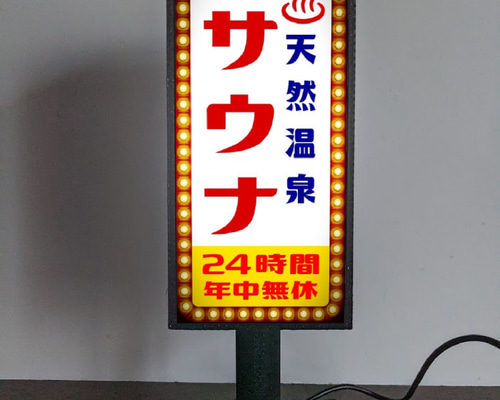 天然温泉
サウナ
24時間
年中無休